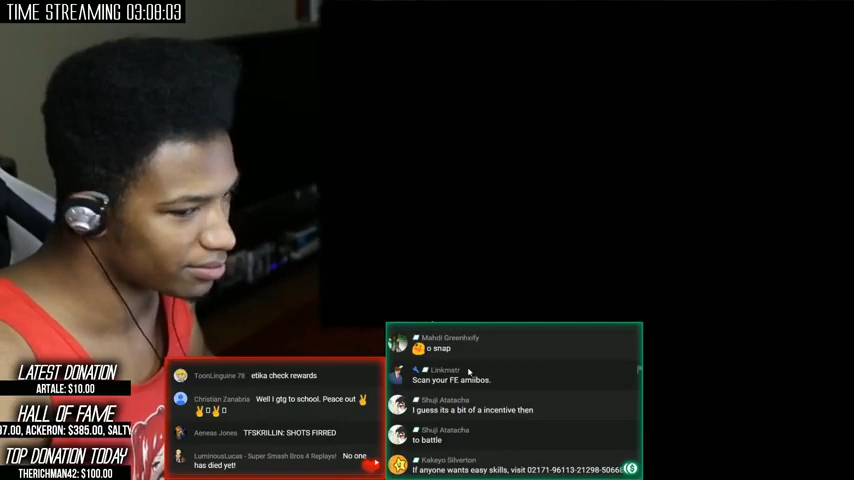 TIME STREAMING 03:08:03
Mahdi Greenhxify
o snap
Linkmstr
Scan your FE amiibos.
Shuji Atatacha
I guess its a bit of a incentive then
Shuji Atatacha
to battle
Kakeyo Silverton
If anyone wants easy skills, visit 02171-96113-21298-5066
ToonLinguine 78 etika check rewards
Christian Zanabria Well I gtg to school. Peace out ✌
✌️✌️
Aeneas Jones TFSKRILLIN: SHOTS FIRRED
LuminousLucas - Super Smash Bros 4 Replays! No one
has died yet!
LATEST DONATION
ARTALE: $10.00
HALL OF FAME
97.00, ACKERON: $385.00, SALTY
TOP DONATION TODAY
THERICHMAN42: $100.00